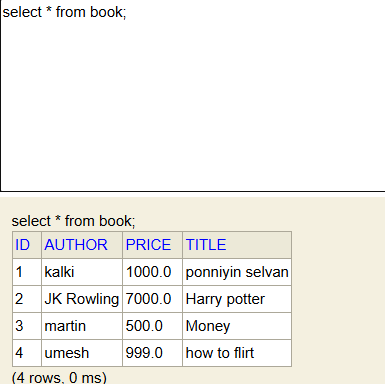 select * from book;
select * from book;
ID AUTHOR PRICE TITLE
1 kalki 1000.0 ponniyin selvan
2 JK Rowling 7000.0 Harry potter
3 martin 500.0 Money
4 umesh 999.0 how to flirt
(4 rows, 0 ms)